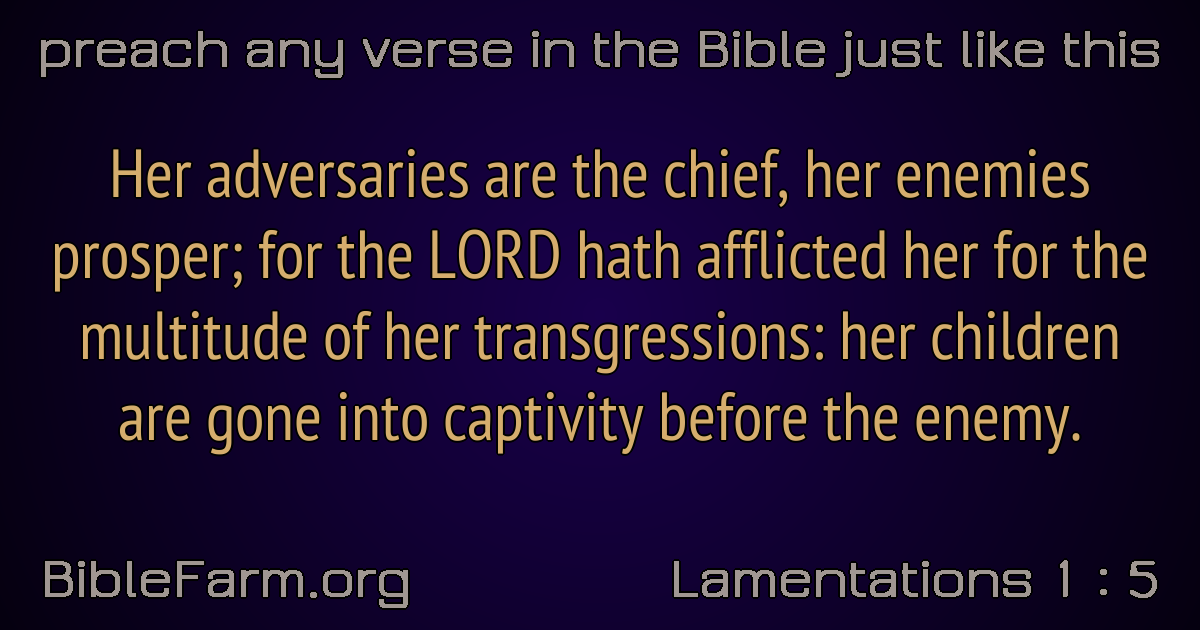 preach any verse in the Bible just like this
Her adversaries are the chief, her enemies
prosper; for the LORD hath afflicted her for the
multitude of her transgressions: her children
are gone into captivity before the enemy.
BibleFarm.org
Lamentations 1 : 5